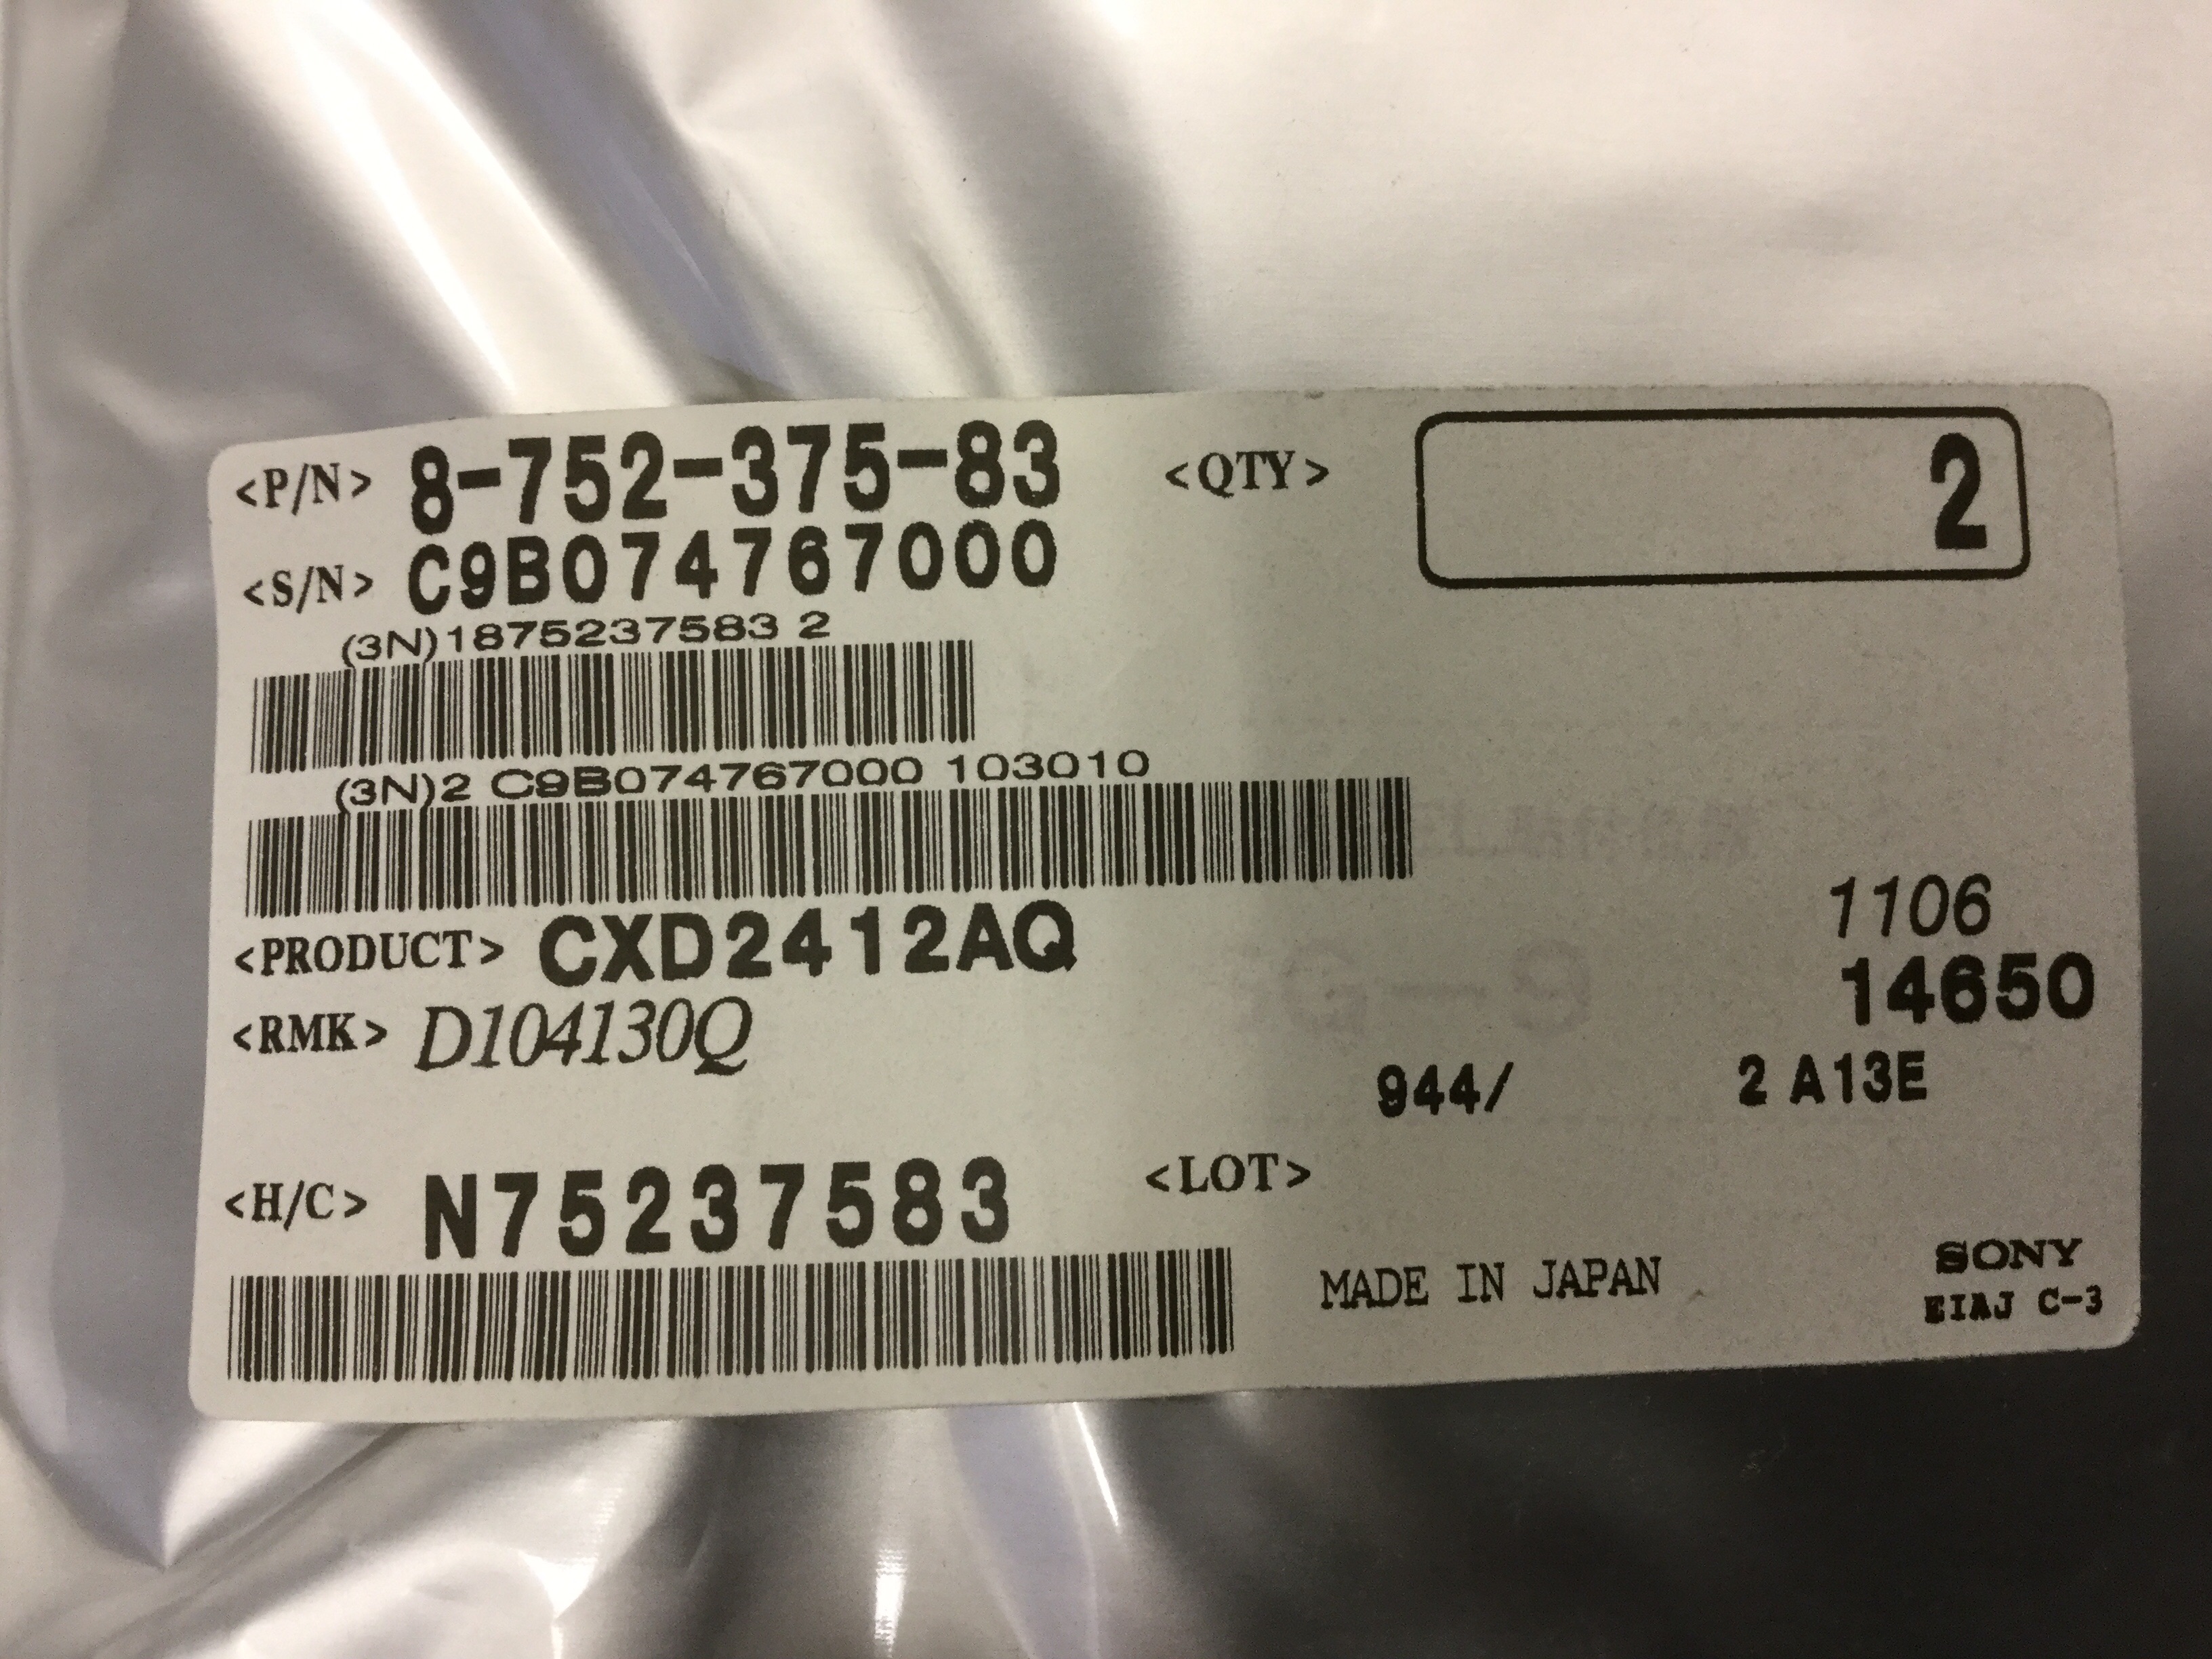 <P/N> 8-752-375-83 <QTY> 2
<S/N> C9B074767000
(3N)1875237583 2
(3N)2 C9B074767000 103010
<PRODUCT> CXD2412AQ
1106
14650
<RMK> D104130Q
944/ 2 A13E
<H/C> N75237583 <LOT>
MADE IN JAPAN
SONY
EIAJ C-3